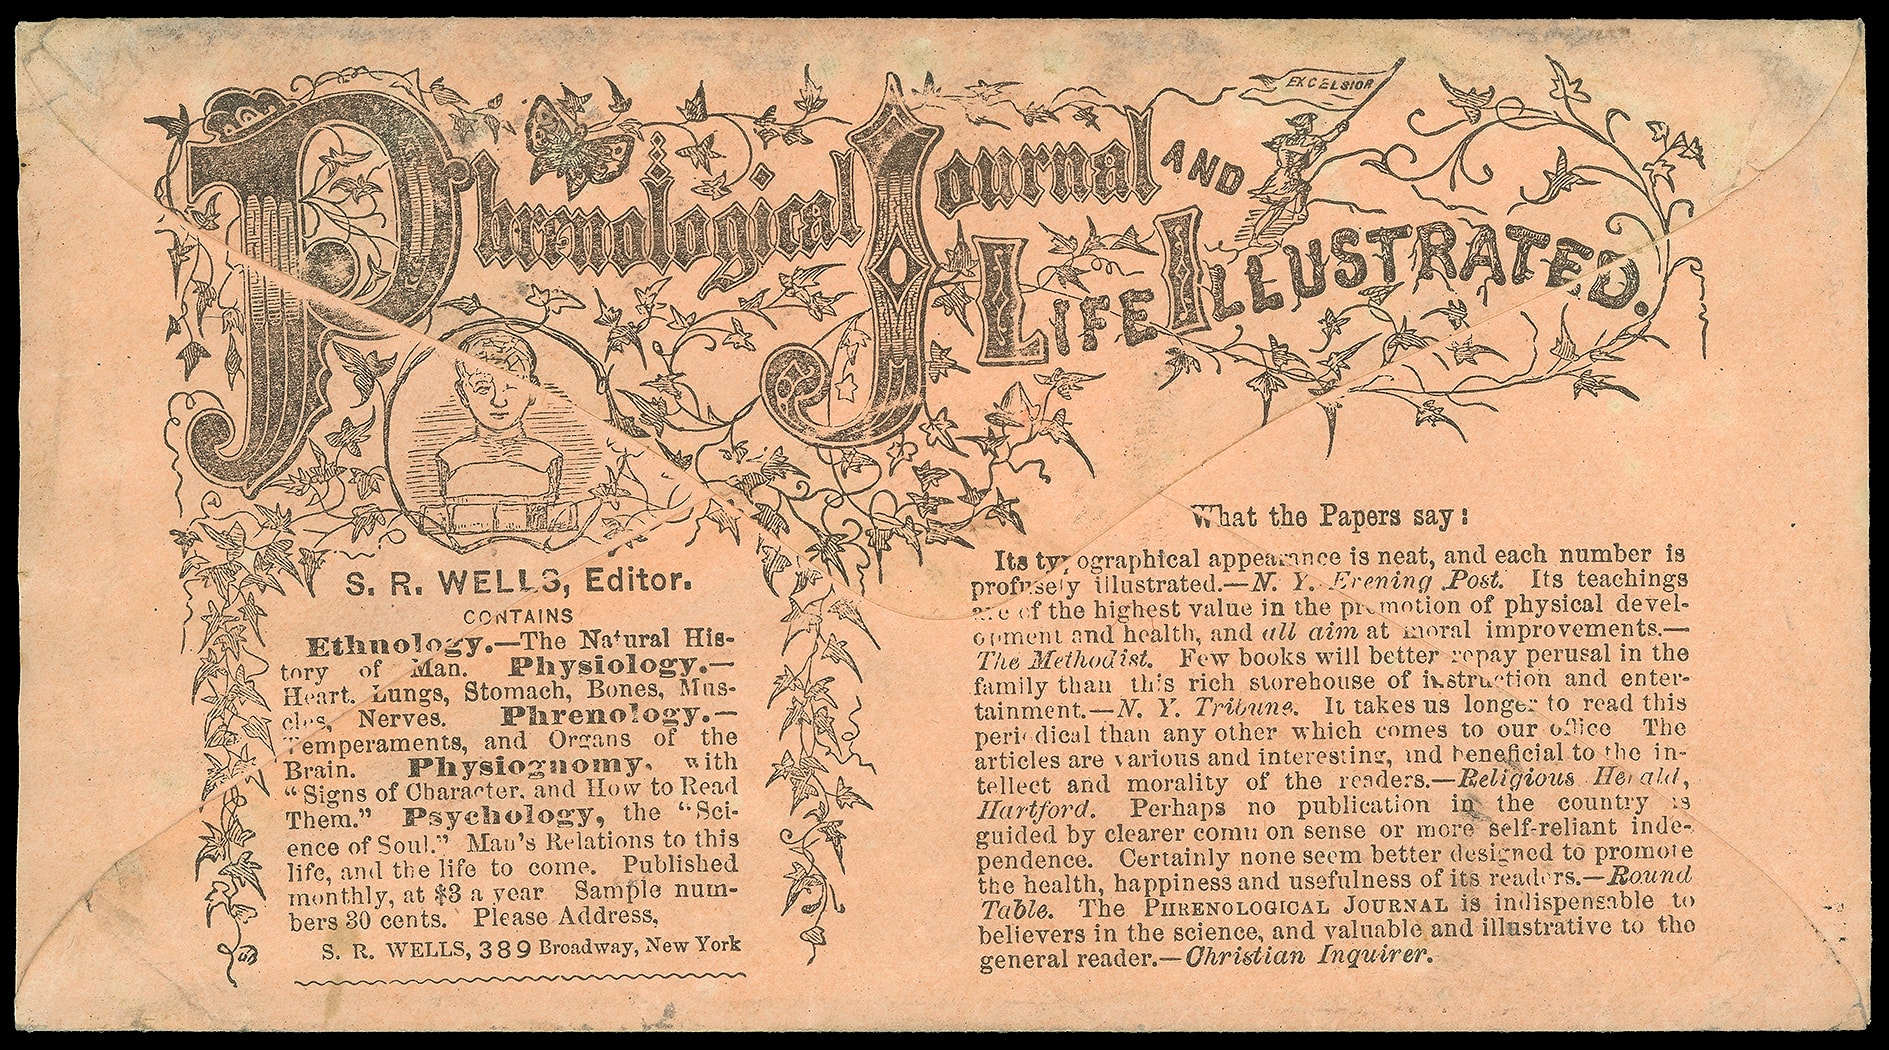 EXCELSIOR
Phrenological Journal AND
LIFE ILLUSTRATED.
S. R. WELLS, Editor.
CONTAINS
Ethnology.—The Natural His-
tory of Man. Physiology.—
Heart, Lungs, Stomach, Bones, Mus-
cles, Nerves. Phrenology.—
Temperaments, and Organs of the
Brain. Physiognomy, with
"Signs of Character, and How to Read
Them." Psychology, the "Sci-
ence of Soul." Man's Relations to this
life, and the life to come. Published
monthly, at $3 a year Sample num-
bers 30 cents. Please Address,
S. R. WELLS, 389 Broadway, New York
What the Papers say:
Its typographical appearance is neat, and each number is
profusely illustrated.—N. Y. Evening Post. Its teachings
are of the highest value in the promotion of physical devel-
opment and health, and all aim at moral improvements.—
The Methodist. Few books will better repay perusal in the
family than this rich storehouse of instruction and enter-
tainment.—N. Y. Tribune. It takes us longer to read this
periodical than any other which comes to our office The
articles are various and interesting, and beneficial to the in-
tellect and morality of the readers.—Religious Herald,
Hartford. Perhaps no publication in the country is
guided by clearer common sense or more self-reliant inde-
pendence. Certainly none seem better designed to promote
the health, happiness and usefulness of its readers.—Round
Table. The PHRENOLOGICAL JOURNAL is indispensable to
believers in the science, and valuable and illustrative to the
general reader.—Christian Inquirer.